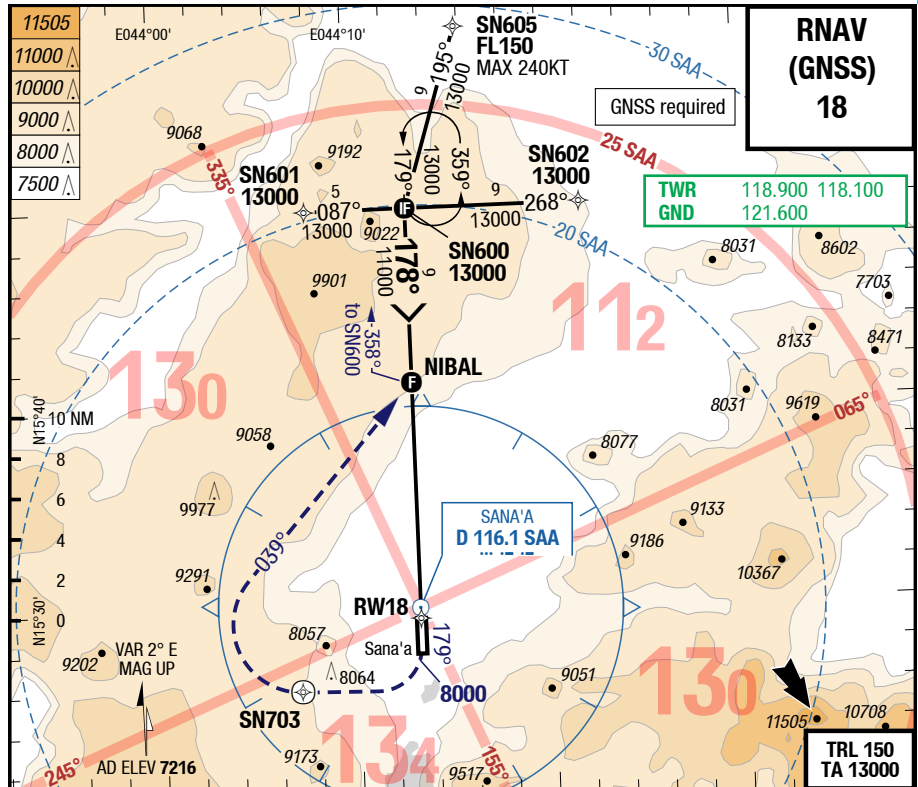 11505
11000
10000
9000
8000
7500
E044°00'
E044°10'
SN605
FL150
MAX 240KT
30 SAA
RNAV
(GNSS)
18
GNSS required
6
195°
13000
9068
335°
9192
179°
13000
359°
25 SAA
SN602
13000
SN601
13000
5
087°
13000
9022
9
13000
268°
TWR 118.900 118.100
GND 121.600
SN600
13000
20 SAA
178°
9
11000
9901
8031
8602
7703
8133
8471
112
130
358°
to SN600
NIBAL
F
IF
8031
9619
065°
N15°40'
10 NM
8
6
4
2
0
N15°30'
9058
8077
9977
9133
9186
10367
SANA'A
D 116.1 SAA
039°
9291
RW18
8057
Sana'a
179°
8064
8000
9202
VAR 2° E
MAG UP
SN703
9051
130
11505
10708
134
9173
155°
9517
245°
AD ELEV 7216
TRL 150
TA 13000